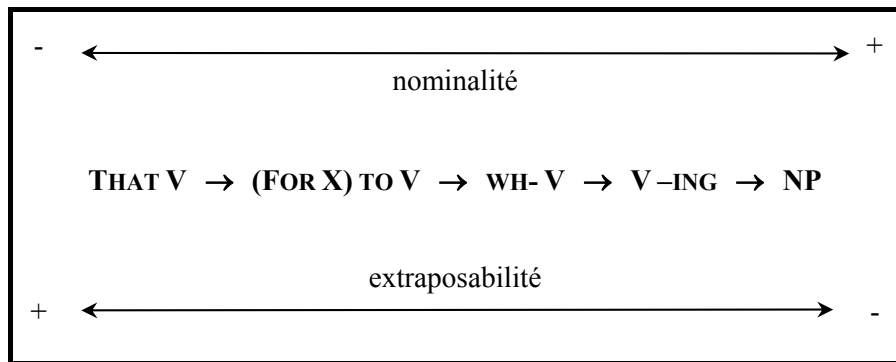 - +
nominalité
THAT V → (FOR X) TO V → WH- V → V –ING → NP
extraposabilité
+ -